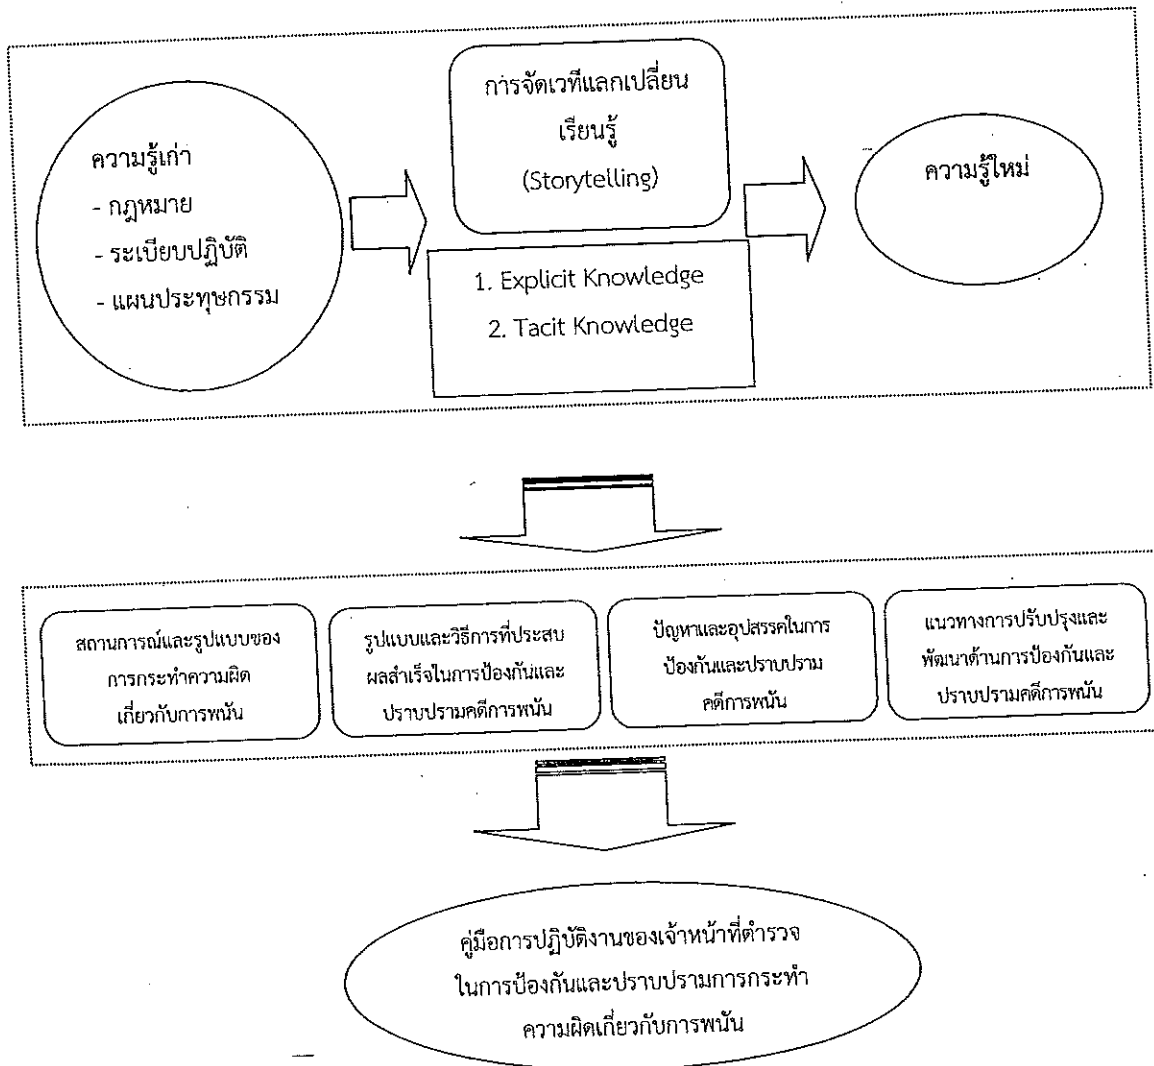 ความรู้เก่า
- กฎหมาย
- ระเบียบปฏิบัติ
- แผนประทุษกรรม
การจัดเวทีแลกเปลี่ยน
เรียนรู้
(Storytelling)
1. Explicit Knowledge
2. Tacit Knowledge
ความรู้ใหม่
สถานการณ์และรูปแบบของ
การกระทำความผิด
เกี่ยวกับการพนัน
รูปแบบและวิธีการที่ประสบ
ผลสำเร็จในการป้องกันและ
ปราบปรามคดีการพนัน
ปัญหาและอุปสรรคในการ
ป้องกันและปราบปราม
คดีการพนัน
แนวทางการปรับปรุงและ
พัฒนาด้านการป้องกันและ
ปราบปรามคดีการพนัน
คู่มือการปฏิบัติงานของเจ้าหน้าที่ตำรวจ
ในการป้องกันและปราบปรามการกระทำ
ความผิดเกี่ยวกับการพนัน